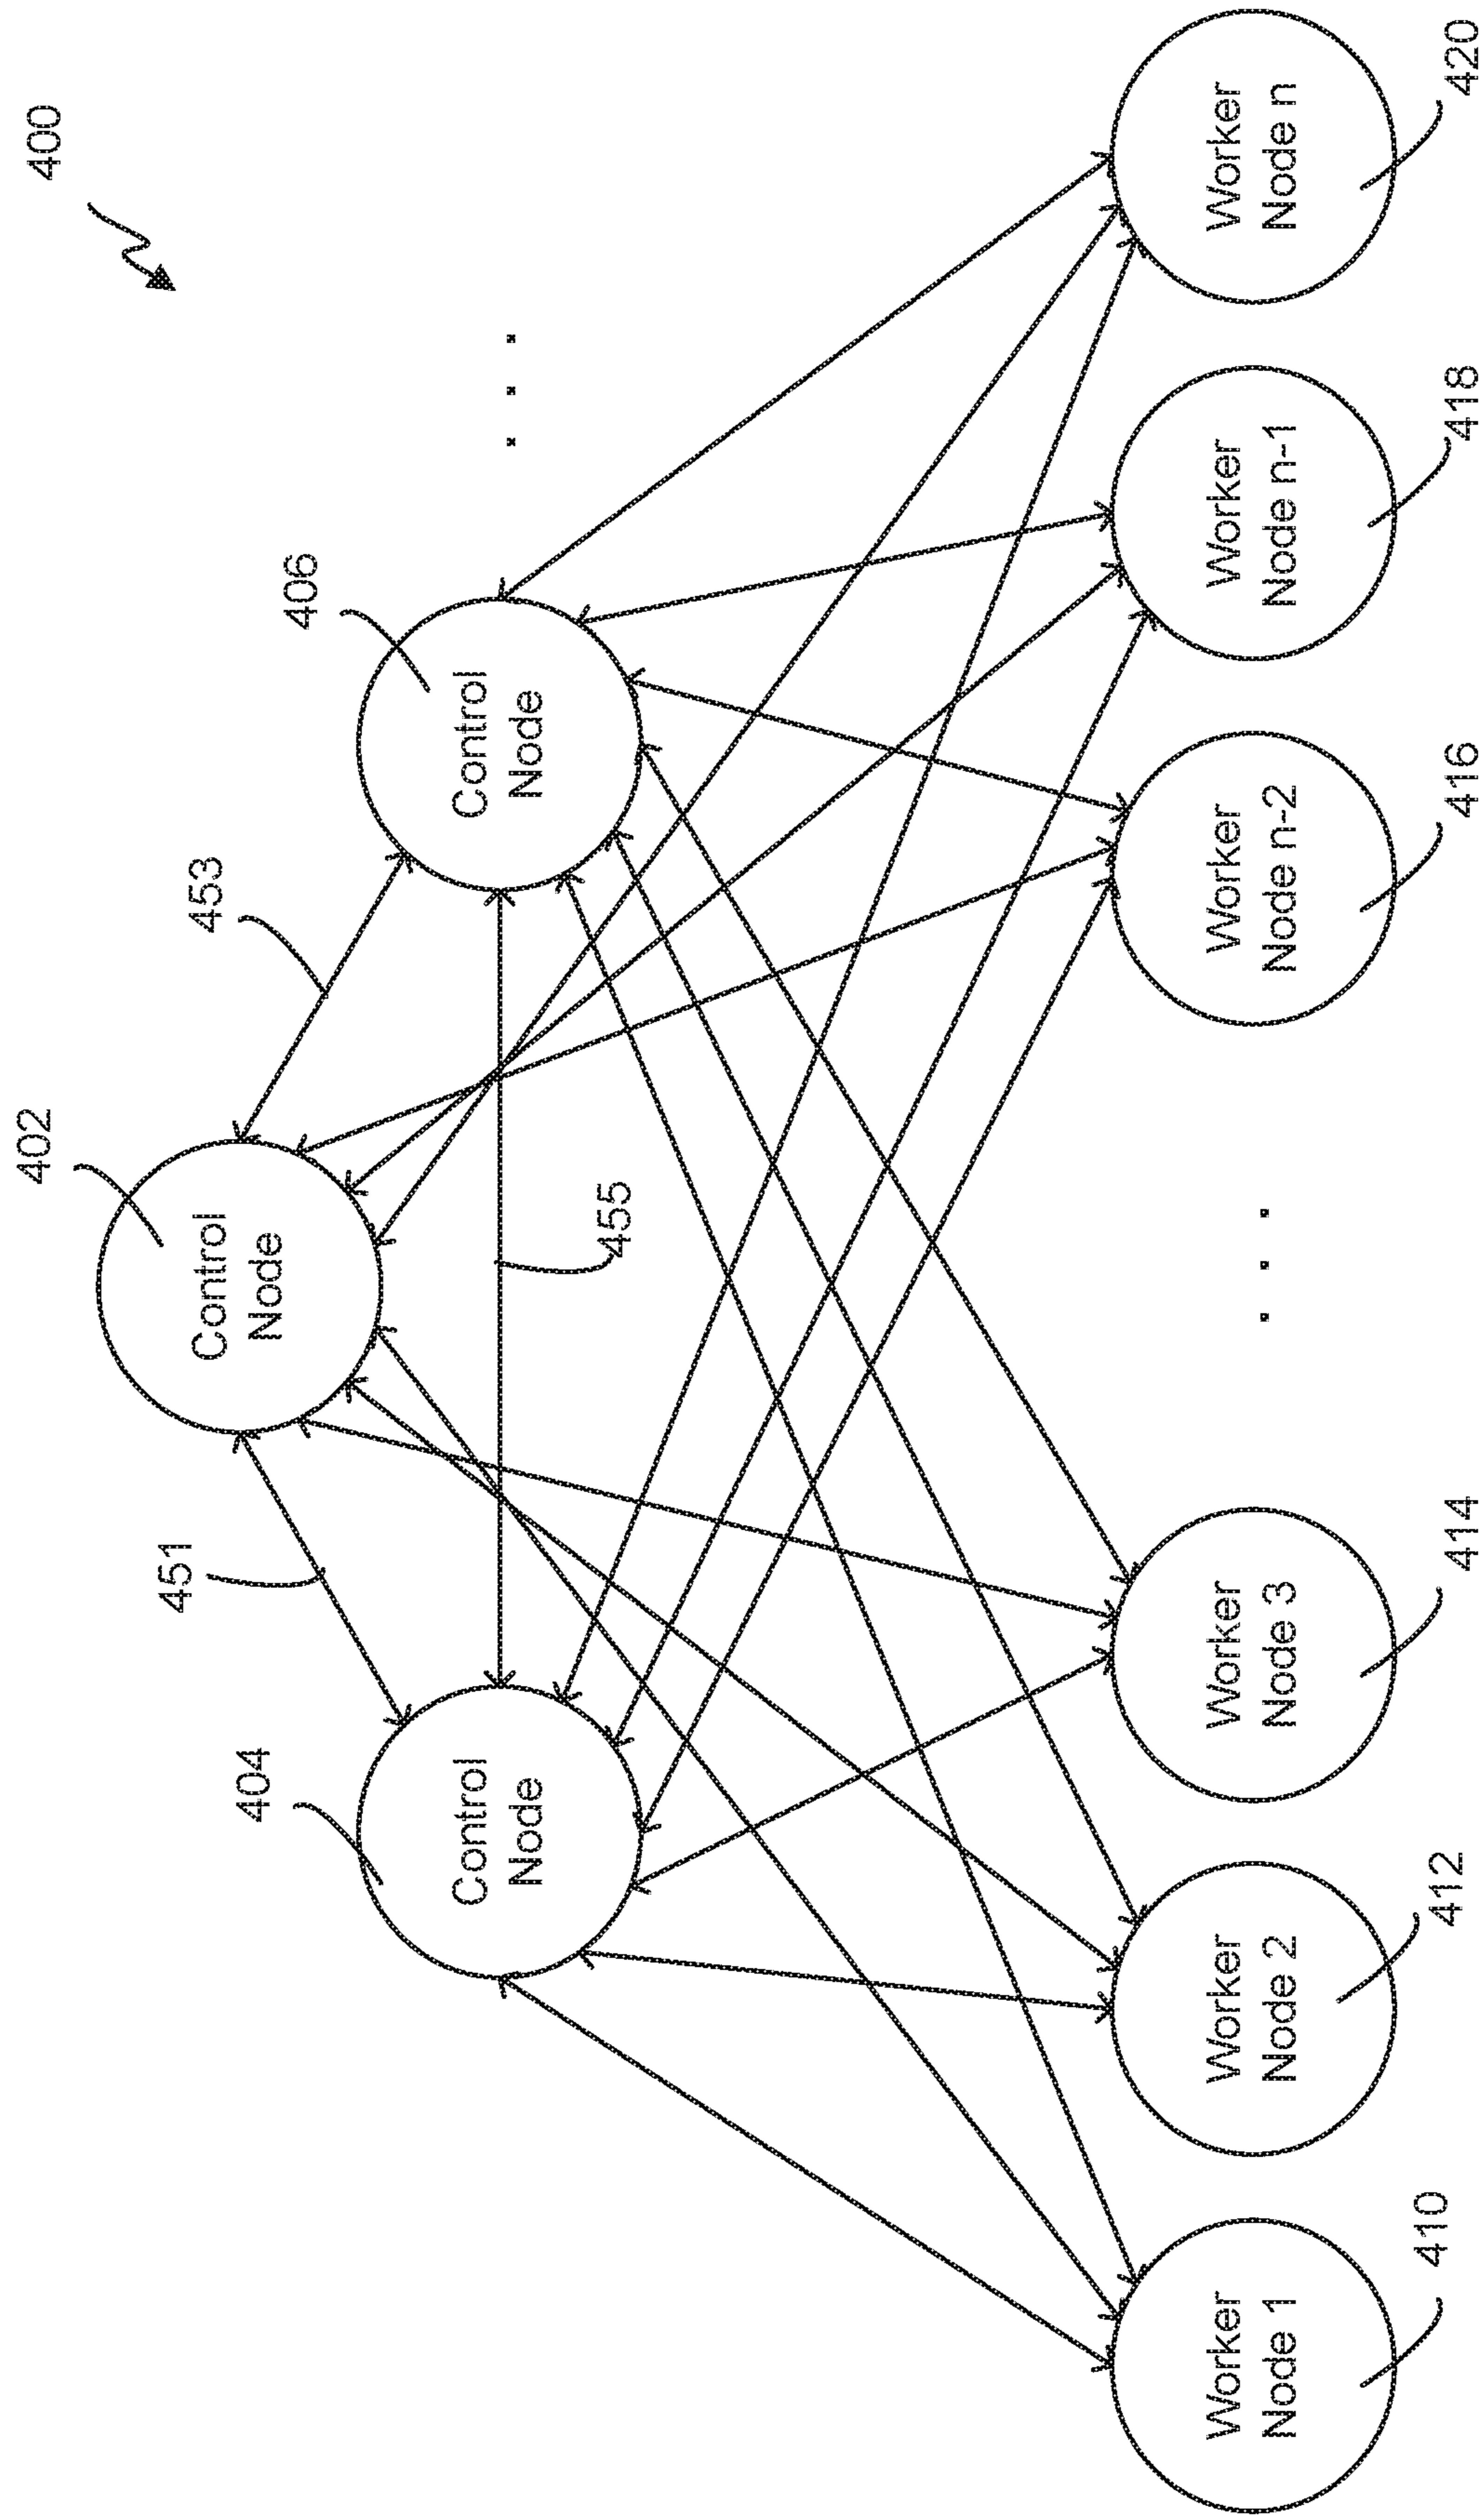 400
402
Control
Node
451
453
404
Control
Node
406
Control
Node
. . .
455
Worker
Node 1
Worker
Node 2
Worker
Node 3
. . .
Worker
Node n-2
Worker
Node n-1
Worker
Node n
410
412
414
416
418
420